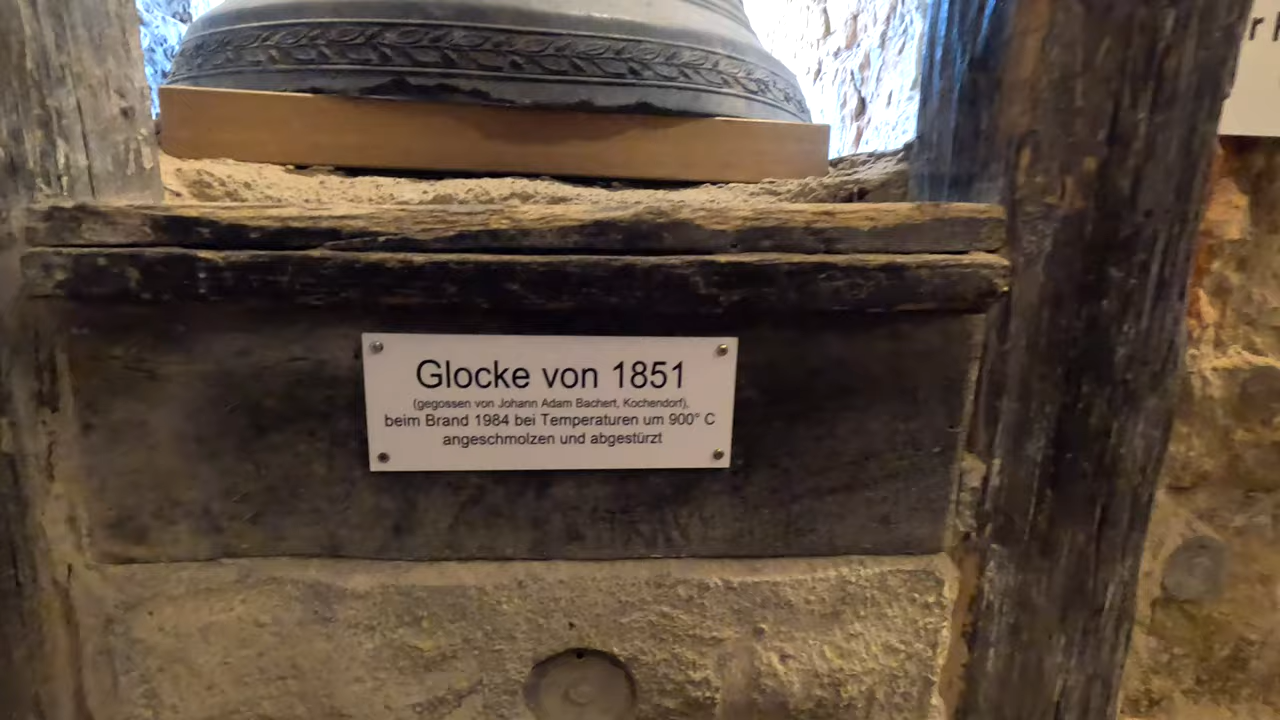 Glocke von 1851
(gegossen von Johann Adam Bachert, Kochendorf),
beim Brand 1984 bei Temperaturen um 900° C
angeschmolzen und abgestürzt